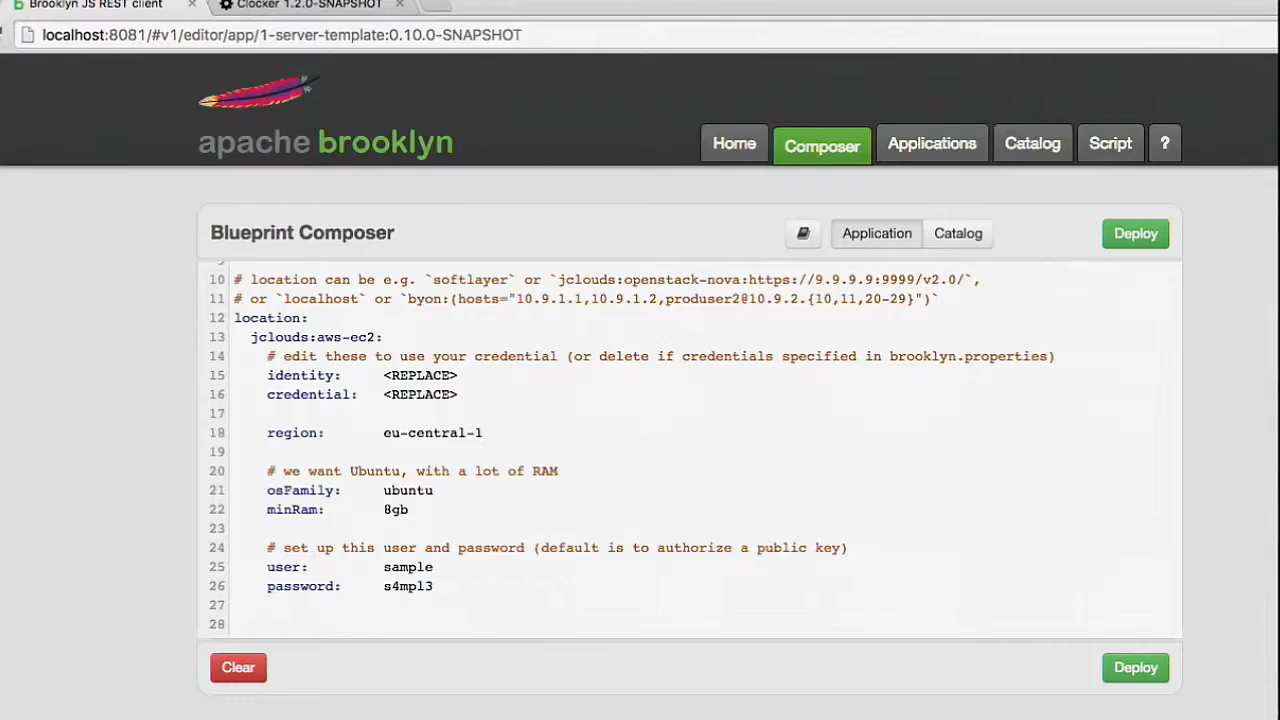 Brooklyn JS REST client
Clocker 1.2.0-SNAPSHOT
localhost:8081/#v1/editor/app/1-server-template:0.10.0-SNAPSHOT
apache brooklyn
Home
Composer
Applications
Catalog
Script
?
Blueprint Composer
Application
Catalog
Deploy
10 # location can be e.g. `softlayer` or `jclouds:openstack-nova:https://9.9.9.9:9999/v2.0/`,
11 # or `localhost` or `byon:(hosts="10.9.1.1,10.9.1.2,produser2@10.9.2.{10,11,20-29}")`
12 location:
13 jclouds:aws-ec2:
14 # edit these to use your credential (or delete if credentials specified in brooklyn.properties)
15 identity: <REPLACE>
16 credential: <REPLACE>
17
18 region: eu-central-1
19
20 # we want Ubuntu, with a lot of RAM
21 osFamily: ubuntu
22 minRam: 8gb
23
24 # set up this user and password (default is to authorize a public key)
25 user: sample
26 password: s4mpl3
27
28
Clear
Deploy